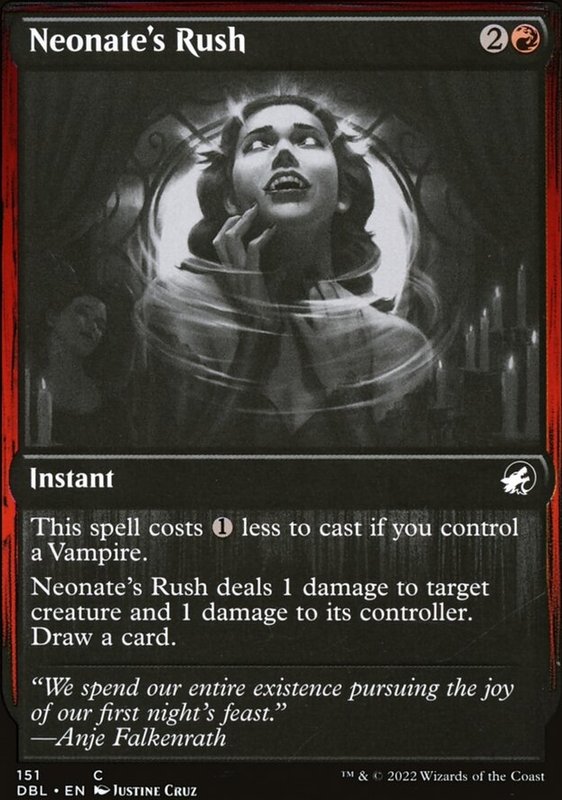 Neonate's Rush 2
Instant
This spell costs 1 less to cast if you control
a Vampire.
Neonate's Rush deals 1 damage to target
creature and 1 damage to its controller.
Draw a card.
“We spend our entire existence pursuing the joy
of our first night's feast.”
—Anje Falkenrath
151 C ™ & © 2022 Wizards of the Coast
DBL • EN Justine Cruz